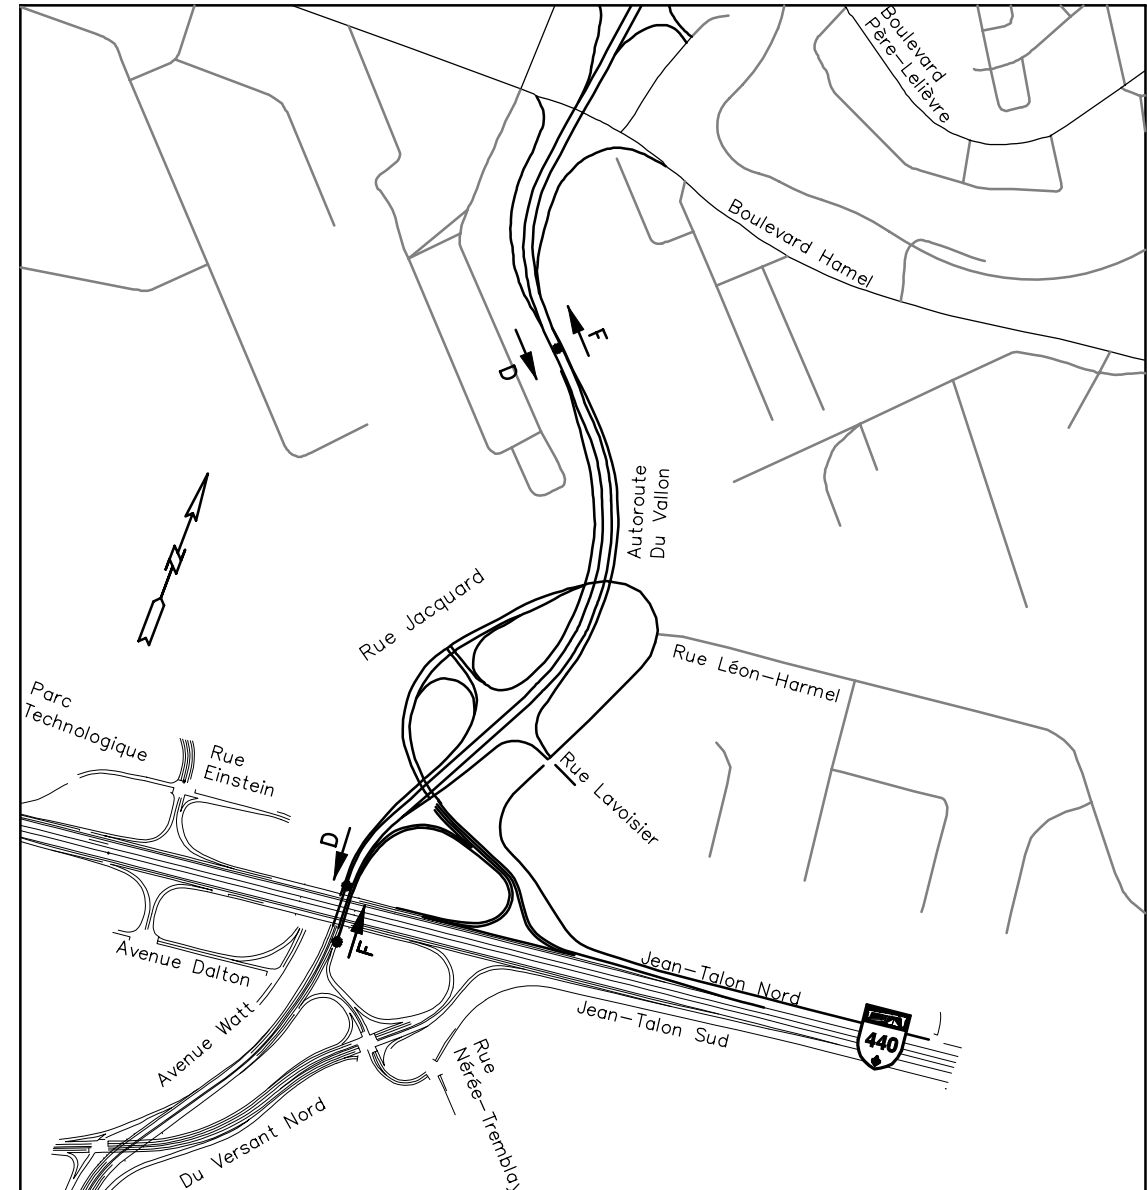 Boulevard
Père-Lelièvre
Boulevard Hamel
F
D
Autoroute
Du Vallon
N
Rue Jacquard
Rue Léon-Harmel
Parc
Technologique
Rue
Einstein
Rue Lavoisier
D
F
Avenue Dalton
Jean-Talon Nord
Avenue Watt
Jean-Talon Sud
440
Rue
Nérée-Tremblay
Du Versant Nord